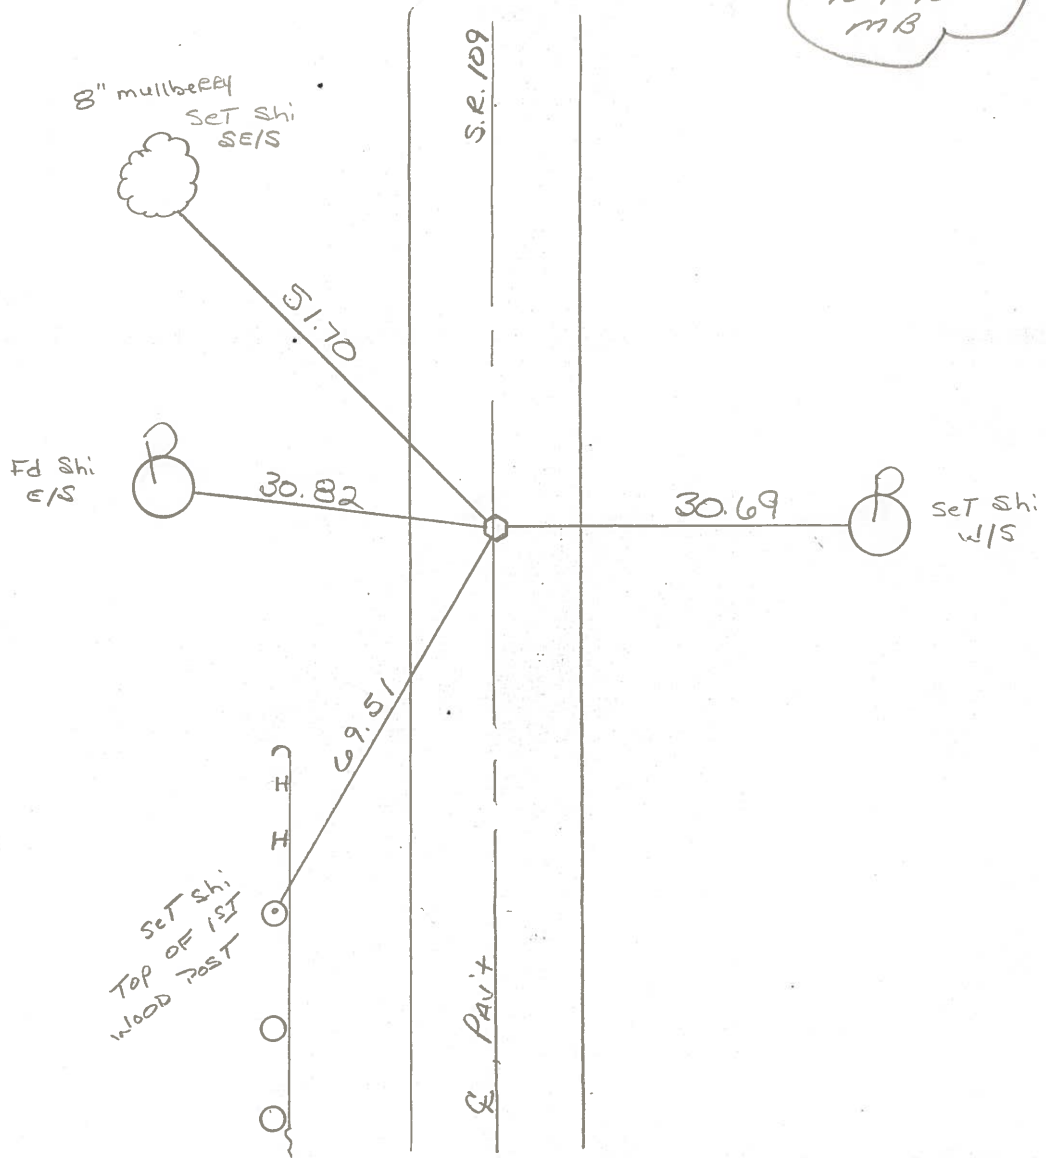 MB
S.R. 109
8" mullberry
SeT Shi
SE/S
51.70
Fd Shi
E/S
30.82
30.69
SeT Shi
W/S
69.51
H
H
SeT Shi
TOP OF 1ST
WOOD POST
℄ PAV't